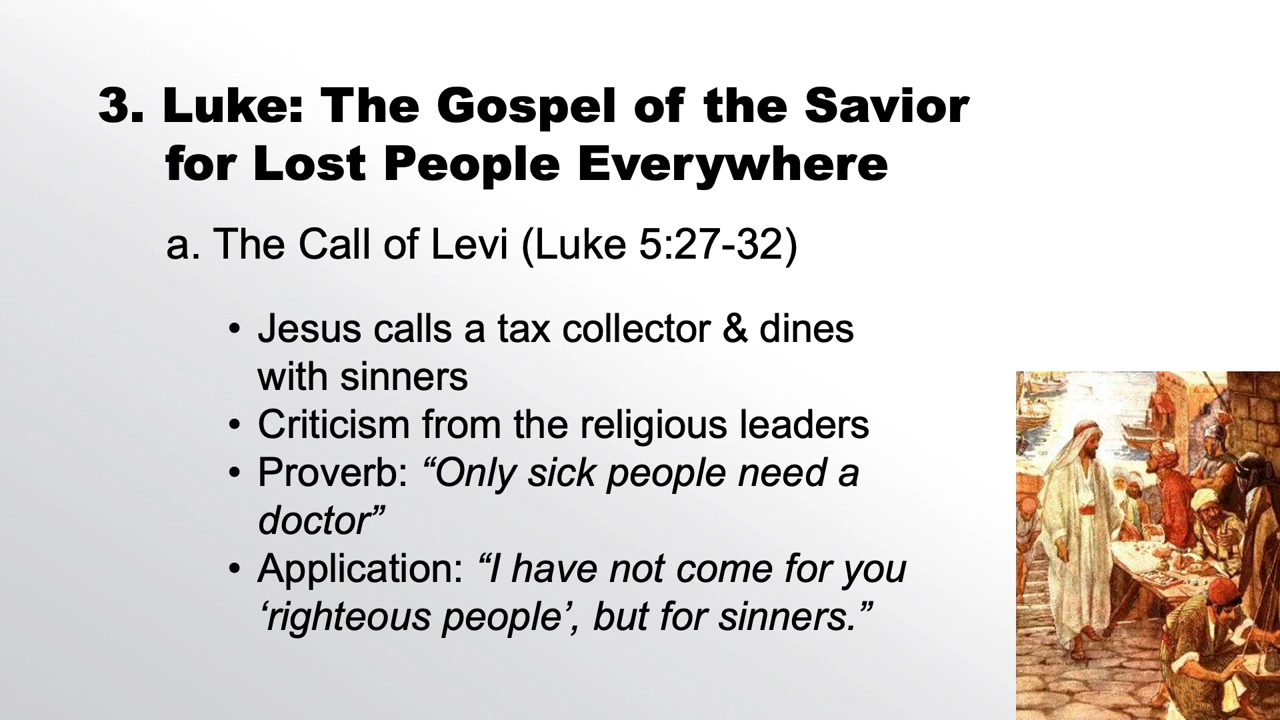 3. Luke: The Gospel of the Savior
for Lost People Everywhere
a. The Call of Levi (Luke 5:27-32)
• Jesus calls a tax collector & dines
with sinners
• Criticism from the religious leaders
• Proverb: “Only sick people need a
doctor”
• Application: “I have not come for you
‘righteous people’, but for sinners.”